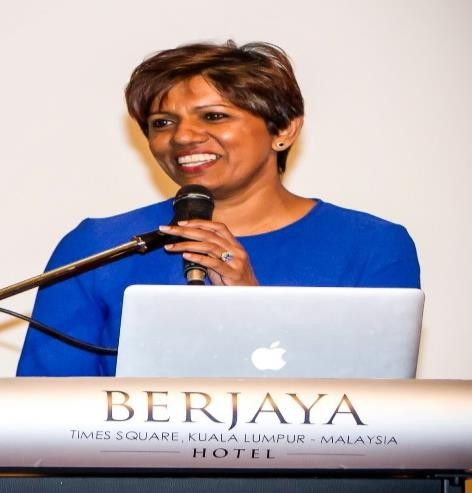 BERJAYA
TIMES SQUARE, KUALA LUMPUR - MALAYSIA
HOTEL